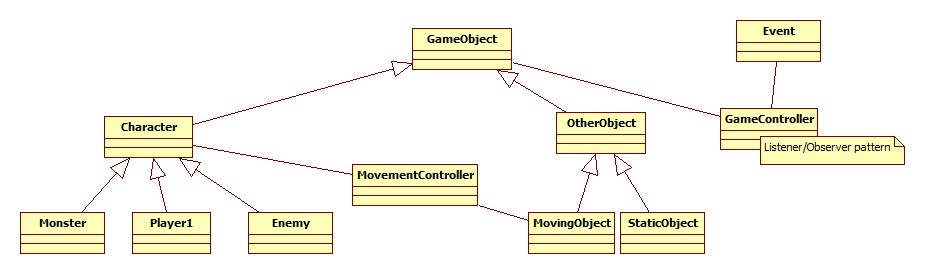 Event
GameObject
GameController
Listener/Observer pattern
Character
OtherObject
MovementController
Monster
Player1
Enemy
MovingObject
StaticObject